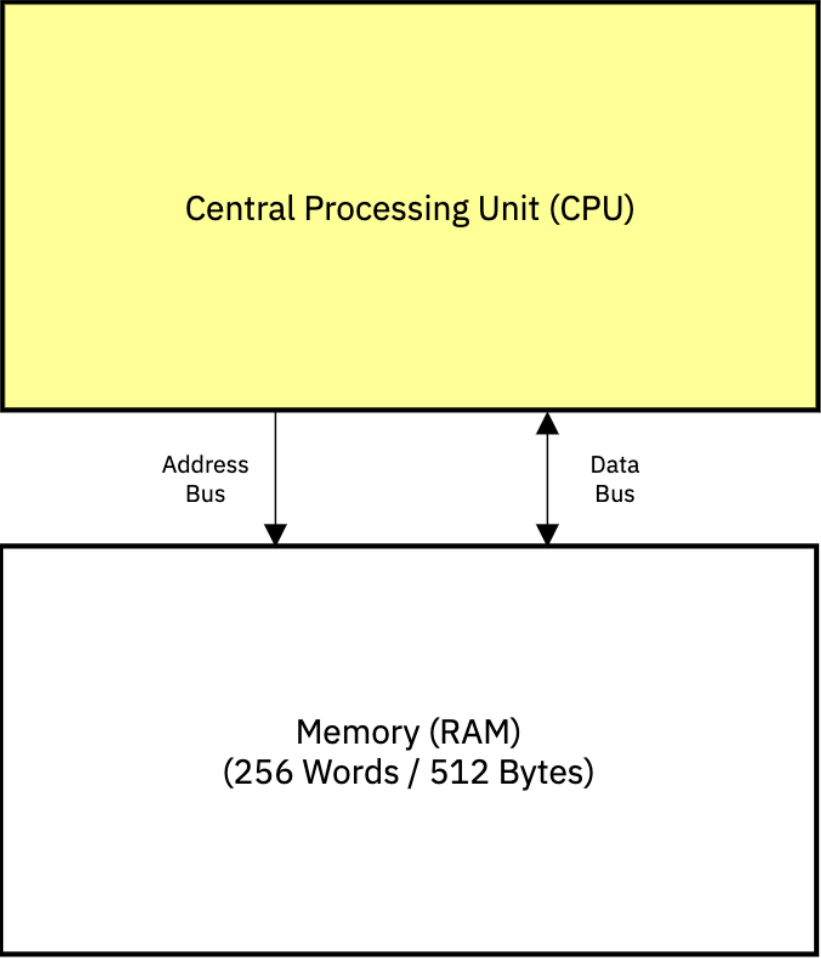 Central Processing Unit (CPU)
Address
Bus
Data
Bus
Memory (RAM)
(256 Words / 512 Bytes)